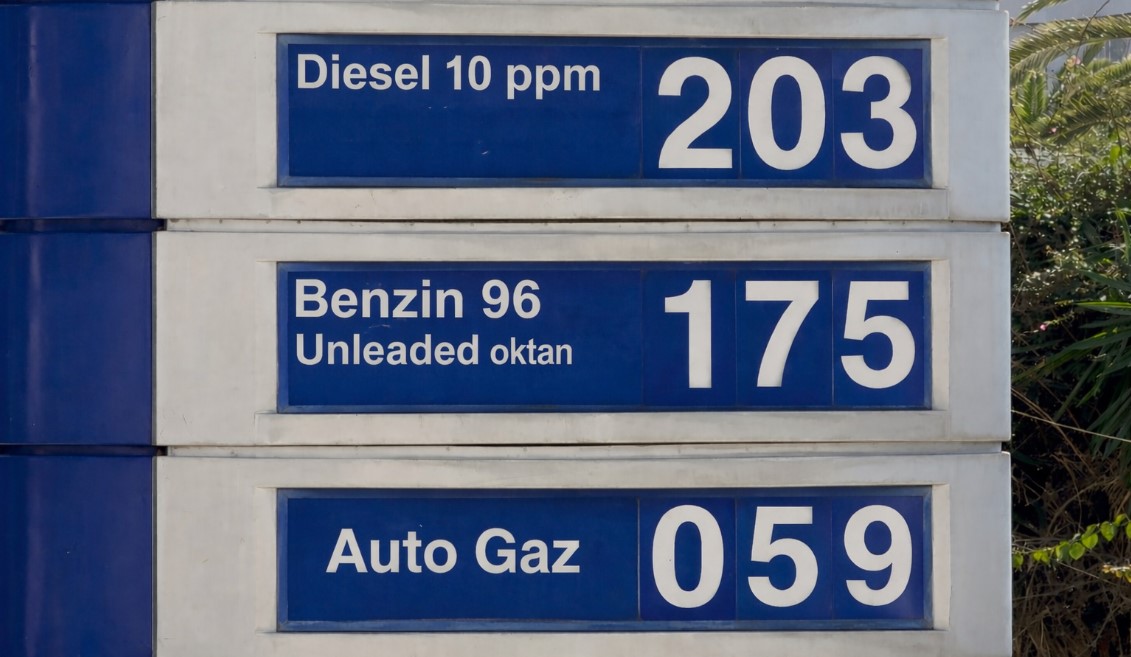 Diesel 10 ppm 203
Benzin 96 175
Unleaded oktan
Auto Gaz 059